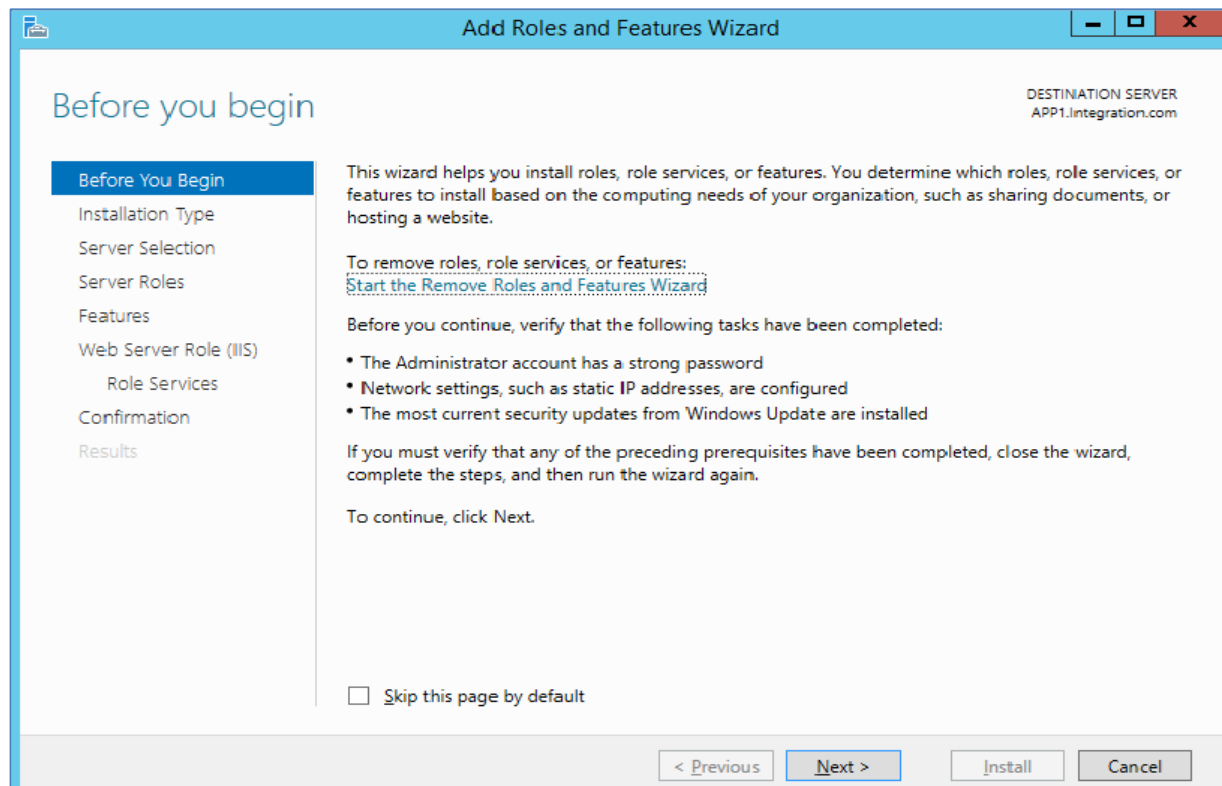 Add Roles and Features Wizard
Before you begin
DESTINATION SERVER
APP1.Integration.com
Before You Begin
Installation Type
Server Selection
Server Roles
Features
Web Server Role (IIS)
Role Services
Confirmation
Results
This wizard helps you install roles, role services, or features. You determine which roles, role services, or
features to install based on the computing needs of your organization, such as sharing documents, or
hosting a website.
To remove roles, role services, or features:
Start the Remove Roles and Features Wizard
Before you continue, verify that the following tasks have been completed:
• The Administrator account has a strong password
• Network settings, such as static IP addresses, are configured
• The most current security updates from Windows Update are installed
If you must verify that any of the preceding prerequisites have been completed, close the wizard,
complete the steps, and then run the wizard again.
To continue, click Next.
Skip this page by default
< Previous
Next >
Install
Cancel